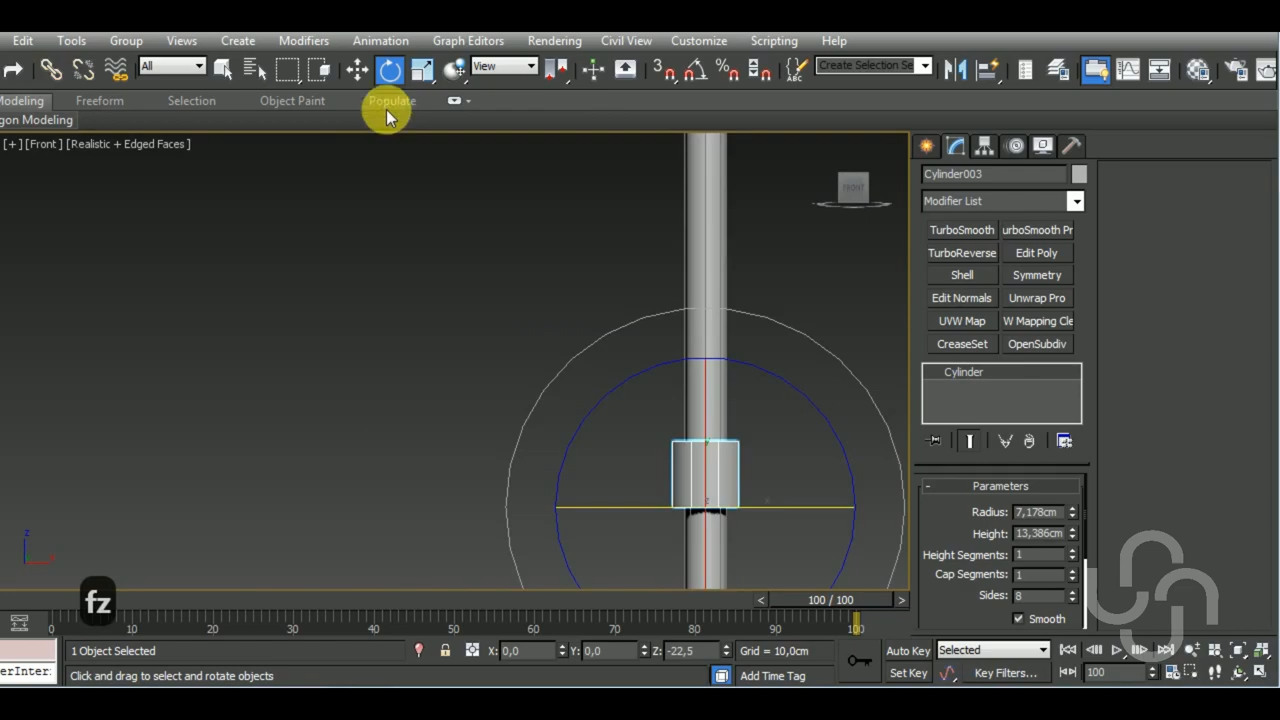 Edit Tools Group Views Create Modifiers Animation Graph Editors Rendering Civil View Customize Scripting Help
All View 3 % ABC Create Selection Se
Modeling Freeform Selection Object Paint Populate
gon Modeling
[+] [Front] [Realistic + Edged Faces]
FRONT
Cylinder003
Modifier List
TurboSmooth urboSmooth Pr
TurboReverse Edit Poly
Shell Symmetry
Edit Normals Unwrap Pro
UVW Map W Mapping Cle
CreaseSet OpenSubdiv
Cylinder
- Parameters
Radius: 7,178cm
Height: 13,386cm
Height Segments: 1
Cap Segments: 1
Sides: 8
Smooth
z
fz
< 100 / 100 >
0 10 20 30 40 50 60 70 80 90 100
1 Object Selected X: 0,0 Y: 0,0 Z: -22,5 Grid = 10,0cm Auto Key Selected
erInter: Click and drag to select and rotate objects Add Time Tag Set Key Key Filters... 100